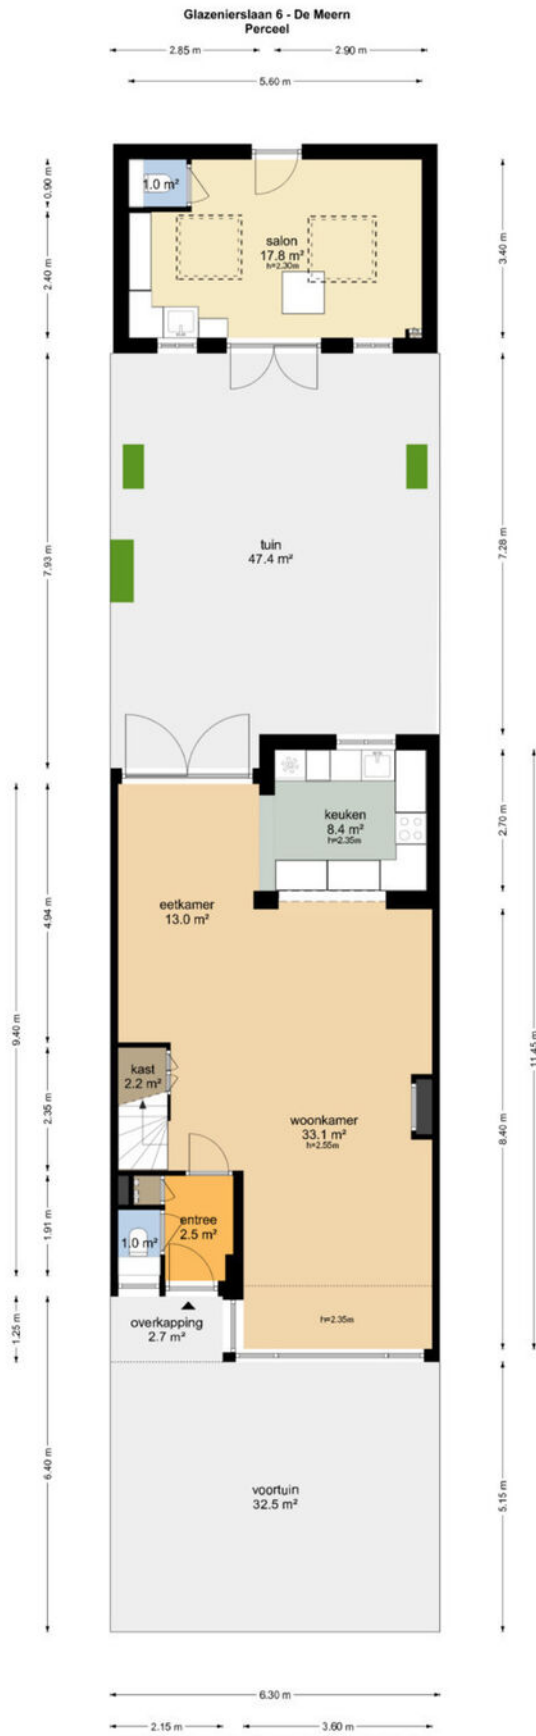 Glazenierslaan 6 - De Meern
Perceel
2.85 m
2.90 m
5.60 m
0.90 m
2.40 m
3.40 m
1.0 m²
salon
17.8 m²
h=2.30m
7.93 m
7.28 m
tuin
47.4 m²
keuken
8.4 m²
h=2.35m
2.70 m
eetkamer
13.0 m²
4.94 m
9.40 m
11.45 m
kast
2.2 m²
2.35 m
woonkamer
33.1 m²
h=2.55m
8.40 m
1.91 m
entree
2.5 m²
1.0 m²
overkapping
2.7 m²
h=2.35m
1.25 m
6.40 m
voortuin
32.5 m²
5.15 m
6.30 m
2.15 m
3.60 m